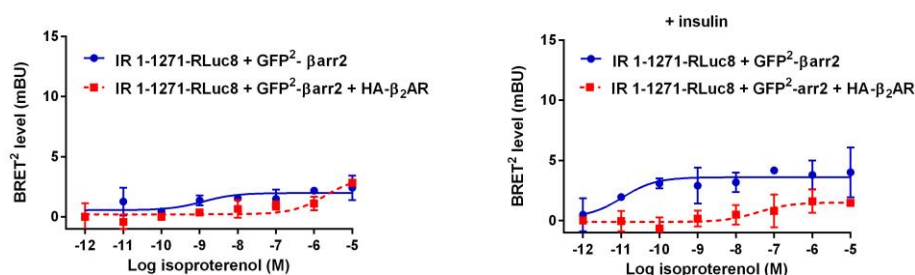 15
10
5
0
BRET² level (mBU)
IR 1-1271-RLuc8 + GFP²- βarr2
IR 1-1271-RLuc8 + GFP²-βarr2 + HA-β₂AR
-12 -11 -10 -9 -8 -7 -6 -5
Log isoproterenol (M)
+ insulin
15
10
5
0
BRET² level (mBU)
IR 1-1271-RLuc8 + GFP²-βarr2
IR 1-1271-RLuc8 + GFP²-arr2 + HA-β₂AR
-12 -11 -10 -9 -8 -7 -6 -5
Log isoproterenol (M)